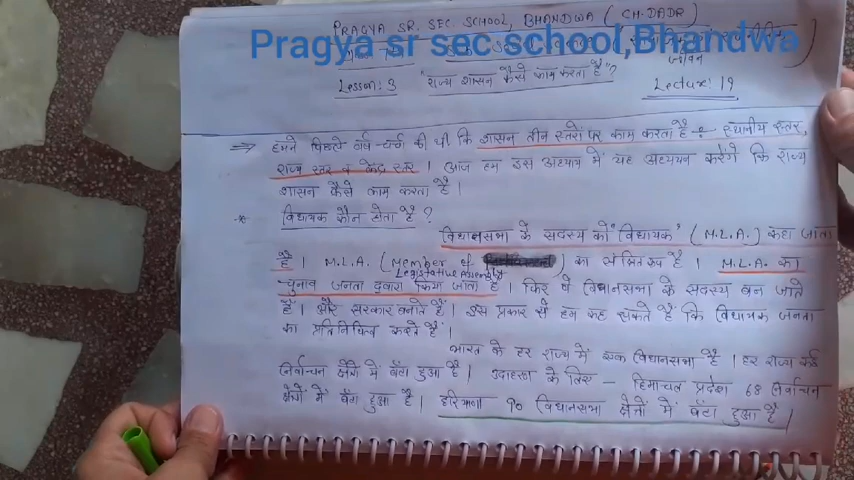 PRAGYA SR. SEC. SCHOOL, BHANDWA (CH. DADRI
Pragya sr sec school,Bhandwa
Lesson: 3 "राज्य शासन कैसे काम करता है"? Lecture: 19
⇒ हमने पिछले वर्ष चर्चा की थी कि शासन तीन स्तरों पर काम करता है - स्थानीय स्तर,
राज्य स्तर व केंद्र स्तर । आज हम इस अध्याय में यह अध्ययन करेंगे कि राज्य
शासन कैसे काम करता है ।
* विधायक कौन होता है ?
विधानसभा के सदस्य को "विधायक" (M.L.A.) कहा जाता
है । M.L.A. (Member of Legislative Assembly) का संक्षिप्त रूप है । M.L.A. का
चुनाव जनता द्वारा किया जाता है । फिर ये विधानसभा के सदस्य बन जाते
हैं । और सरकार बनाते हैं । इस प्रकार से हम कह सकते हैं कि विधायक जनता
का प्रतिनिधित्व करते हैं ।
भारत के हर राज्य में एक विधानसभा है । हर राज्य कई
निर्वाचन क्षेत्रों में बँटा हुआ है । उदाहरण के लिए - हिमाचल प्रदेश 68 निर्वाचन
क्षेत्रों में बँटा हुआ है । हरियाणा 90 विधानसभा क्षेत्रों में बँटा हुआ है ।